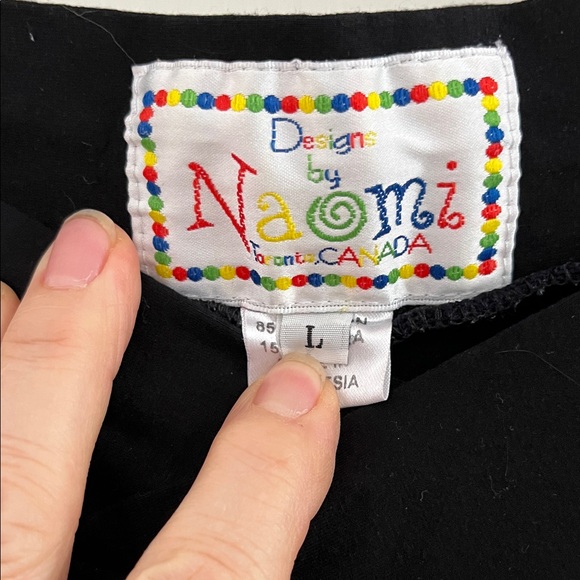 Designs
by
Naomi
Toronto, CANADA
L
85
15